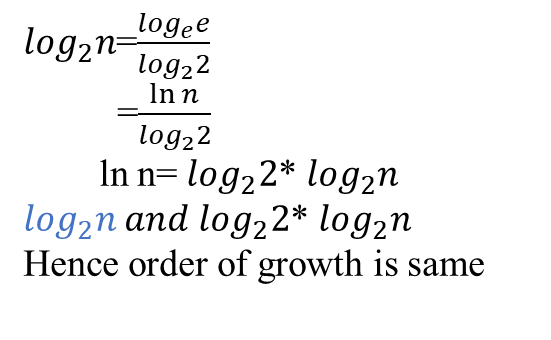 log₂n=logₑe/log₂2
=ln n/log₂2
ln n= log₂2* log₂n
log₂n and log₂2* log₂n
Hence order of growth is same